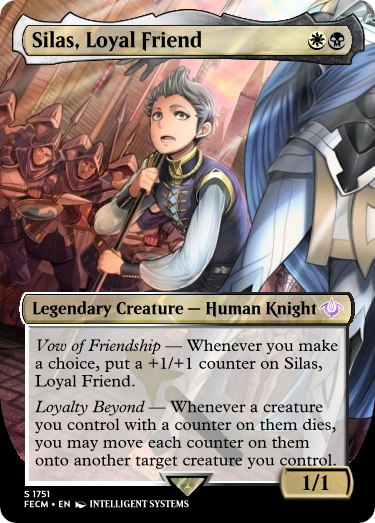 Silas, Loyal Friend
Legendary Creature — Human Knight
Vow of Friendship — Whenever you make
a choice, put a +1/+1 counter on Silas,
Loyal Friend.
Loyalty Beyond — Whenever a creature
you control with a counter on them dies,
you may move each counter on them
onto another target creature you control.
1/1
S 1751
FECM • EN INTELLIGENT SYSTEMS